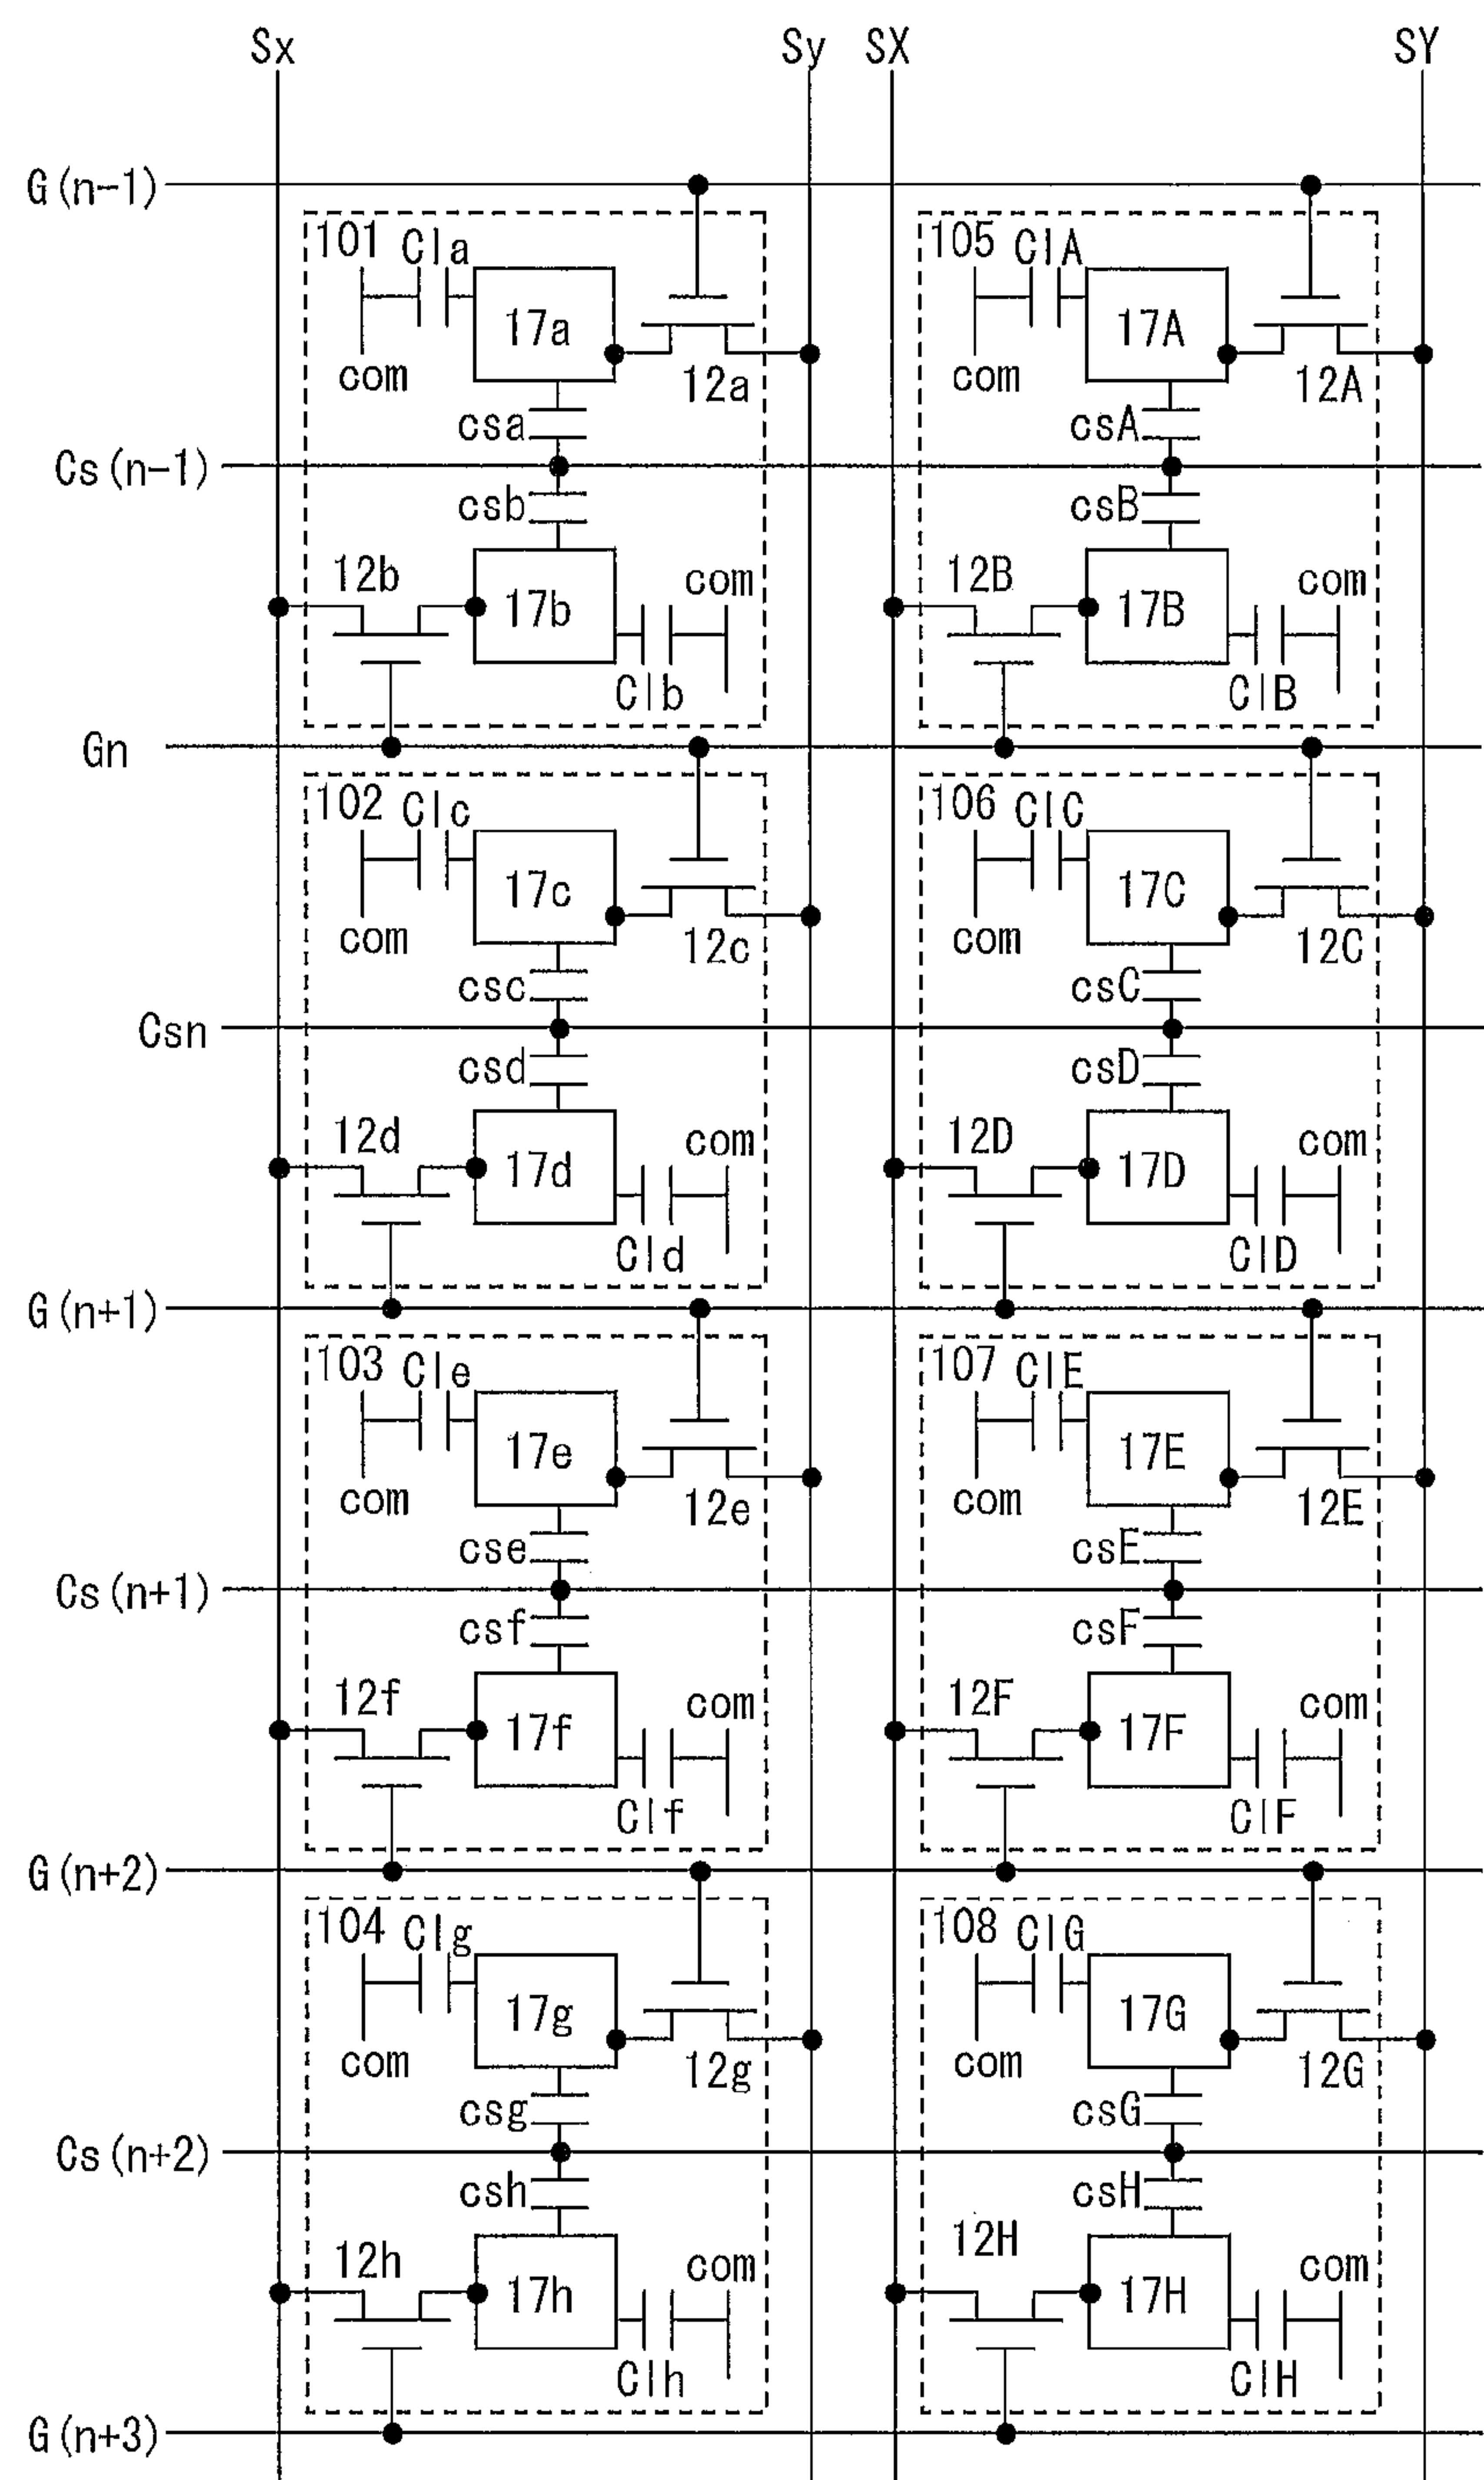 Sx Sy SX SY
G(n-1)
101 Cla 105 ClA
17a 17A
com 12a com 12A
csa csA
Cs(n-1)
csb csB
12b com 12B com
17b 17B
Clb ClB
Gn
102 Clc 106 ClC
17c 17C
com 12c com 12C
csc csC
Csn
csd csD
12d com 12D com
17d 17D
Cld ClD
G(n+1)
103 Cle 107 ClE
17e 17E
com 12e com 12E
cse csE
Cs(n+1)
csf csF
12f com 12F com
17f 17F
Clf ClF
G(n+2)
104 Clg 108 ClG
17g 17G
com 12g com 12G
csg csG
Cs(n+2)
csh csH
12h com 12H com
17h 17H
Clh ClH
G(n+3)